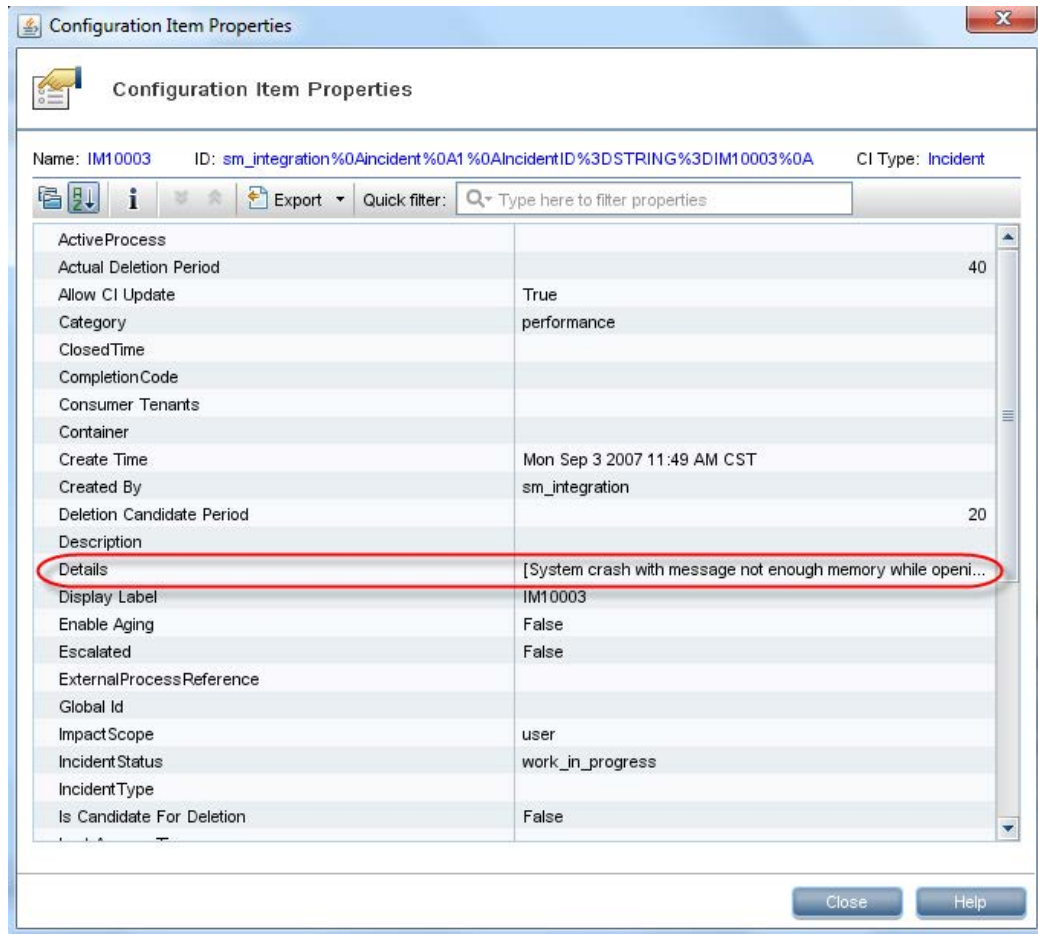 Configuration Item Properties
Configuration Item Properties
Name: IM10003 ID: sm_integration%0Aincident%0A1%0AIncidentID%3DSTRING%3DIM10003%0A CI Type: Incident
Export Quick filter: Type here to filter properties
ActiveProcess
Actual Deletion Period 40
Allow CI Update True
Category performance
ClosedTime
CompletionCode
Consumer Tenants
Container
Create Time Mon Sep 3 2007 11:49 AM CST
Created By sm_integration
Deletion Candidate Period 20
Description
Details [System crash with message not enough memory while openi...
Display Label IM10003
Enable Aging False
Escalated False
ExternalProcessReference
Global Id
ImpactScope user
IncidentStatus work_in_progress
IncidentType
Is Candidate For Deletion False
Close Help